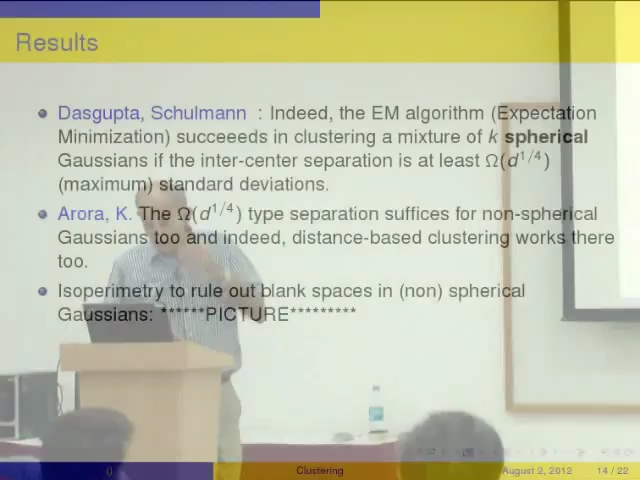 Results
Dasgupta, Schulmann : Indeed, the EM algorithm (Expectation
Minimization) succeeeds in clustering a mixture of k spherical
Gaussians if the inter-center separation is at least Ω(d^1/4)
(maximum) standard deviations.
Arora, K. The Ω(d^1/4) type separation suffices for non-spherical
Gaussians too and indeed, distance-based clustering works there
too.
Isoperimetry to rule out blank spaces in (non) spherical
Gaussians: ******PICTURE*********
() Clustering August 2, 2012 14 / 22